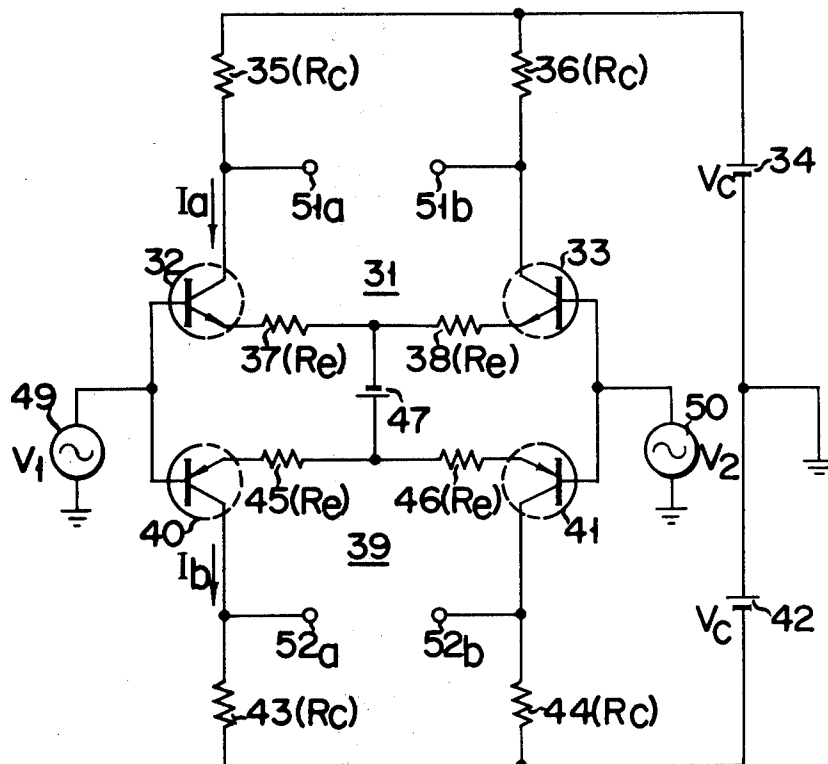 35(RC)
36(RC)
VC
34
51a
51b
Ia
32
33
31
37(Re)
38(Re)
49
47
50
V1
V2
45(Re)
46(Re)
40
41
39
Ib
42
VC
52a
52b
43(RC)
44(RC)